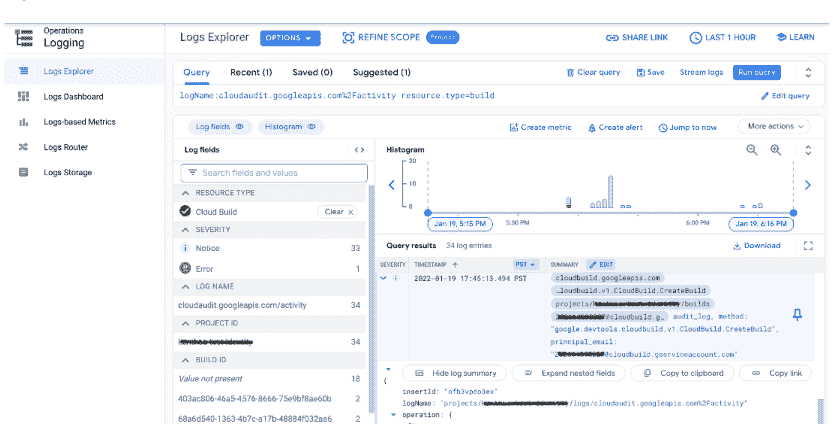 Operations
Logging
Logs Explorer
OPTIONS
REFINE SCOPE
Project
SHARE LINK
LAST 1 HOUR
LEARN
Logs Explorer
Logs Dashboard
Logs-based Metrics
Logs Router
Logs Storage
Query
Recent (1)
Saved (0)
Suggested (1)
Clear query
Save
Stream logs
Run query
logName:cloudaudit.googleapis.com%2Factivity resource.type=build
Edit query
Log fields
Histogram
Create metric
Create alert
Jump to now
More actions
Log fields
Search fields and values
RESOURCE TYPE
Cloud Build
Clear
SEVERITY
Notice 33
Error 1
LOG NAME
cloudaudit.googleapis.com/activity 34
PROJECT ID
34
BUILD ID
Value not present 18
403ac806-46a5-4576-8666-75e9bf8ae60b 2
68a6d540-1363-4b7c-a17b-48884f032aa6 2
Histogram
20
10
0
Jan 19, 5:15 PM
5:30 PM
6:00 PM
Jan 19, 6:16 PM
Query results 34 log entries
Download
SEVERITY TIMESTAMP PST SUMMARY EDIT
2022-01-19 17:45:13.494 PST
cloudbuild.googleapis.com
…loudbuild.v1.CloudBuild.CreateBuild
projects/ /builds
@cloudbuild.g… audit_log, method:
"google.devtools.cloudbuild.v1.CloudBuild.CreateBuild",
principal_email:
@cloudbuild.gserviceaccount.com"
Hide log summary
Expand nested fields
Copy to clipboard
Copy link
{
insertId: "ofb3vpdo3ex"
logName: "projects/ /logs/cloudaudit.googleapis.com%2Factivity"
operation: {